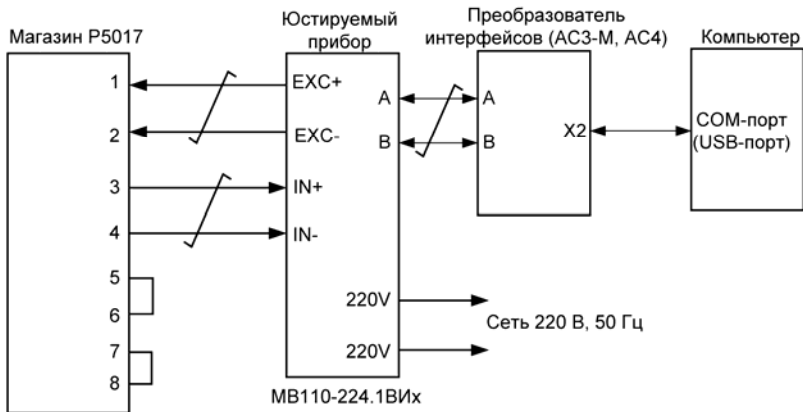 Магазин Р5017
1
2
3
4
5
6
7
8
Юстируемый
прибор
EXC+
EXC-
IN+
IN-
A
B
220V
220V
МВ110-224.1ВИх
Преобразователь
интерфейсов (АС3-М, АС4)
A
B
X2
Компьютер
COM-порт
(USB-порт)
Сеть 220 В, 50 Гц